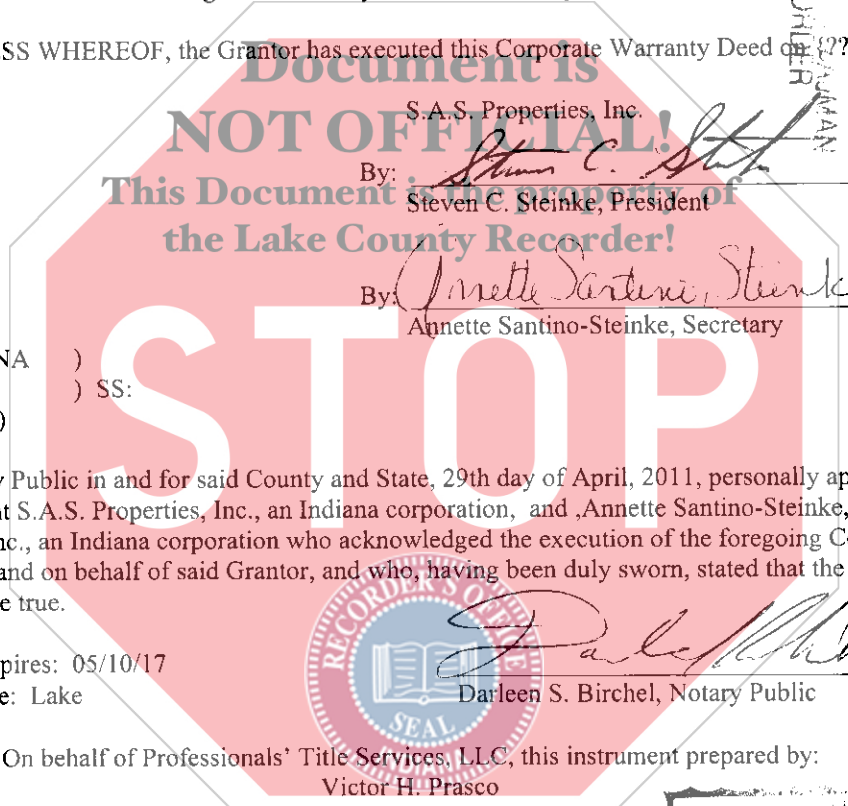 SS WHEREOF, the Grantor has executed this Corporate Warranty Deed on {??
Document is
NOT OFFICIAL!
This Document is the property of
the Lake County Recorder!
S.A.S. Properties, Inc.
By: Steven C. Steinke
Steven C. Steinke, President
By: Annette Santino-Steinke
Annette Santino-Steinke, Secretary
NA )
) SS:
)
STOP
y Public in and for said County and State, 29th day of April, 2011, personally ap
t S.A.S. Properties, Inc., an Indiana corporation, and ,Annette Santino-Steinke,
nc., an Indiana corporation who acknowledged the execution of the foregoing C
and on behalf of said Grantor, and who, having been duly sworn, stated that the
e true.
pires: 05/10/17
e: Lake
Darleen S. Birchel, Notary Public
RECORDER'S OFFICE
SEAL
INDIANA
On behalf of Professionals' Title Services, LLC, this instrument prepared by:
Victor H. Prasco